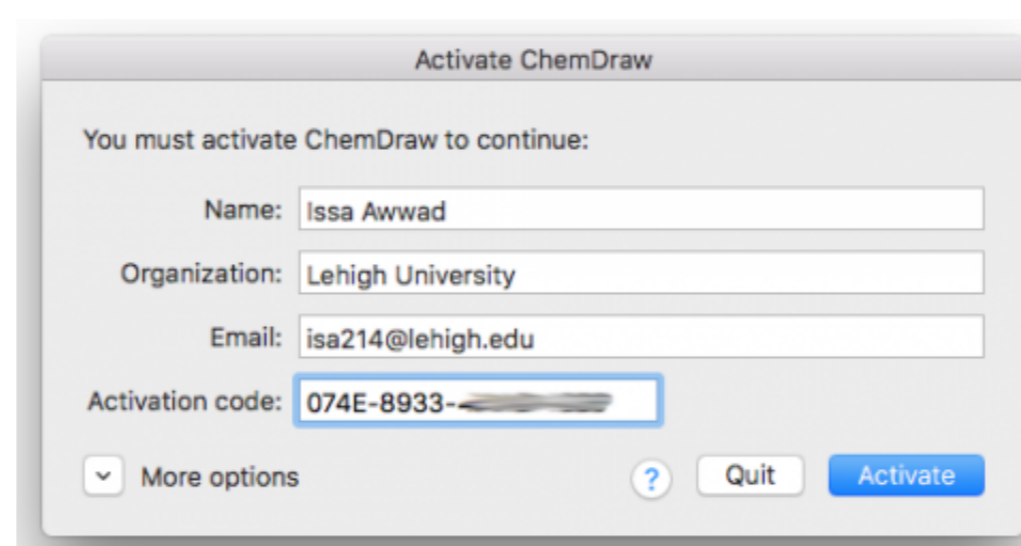 Activate ChemDraw
You must activate ChemDraw to continue:
Name: Issa Awwad
Organization: Lehigh University
Email: isa214@lehigh.edu
Activation code: 074E-8933-
More options ? Quit Activate